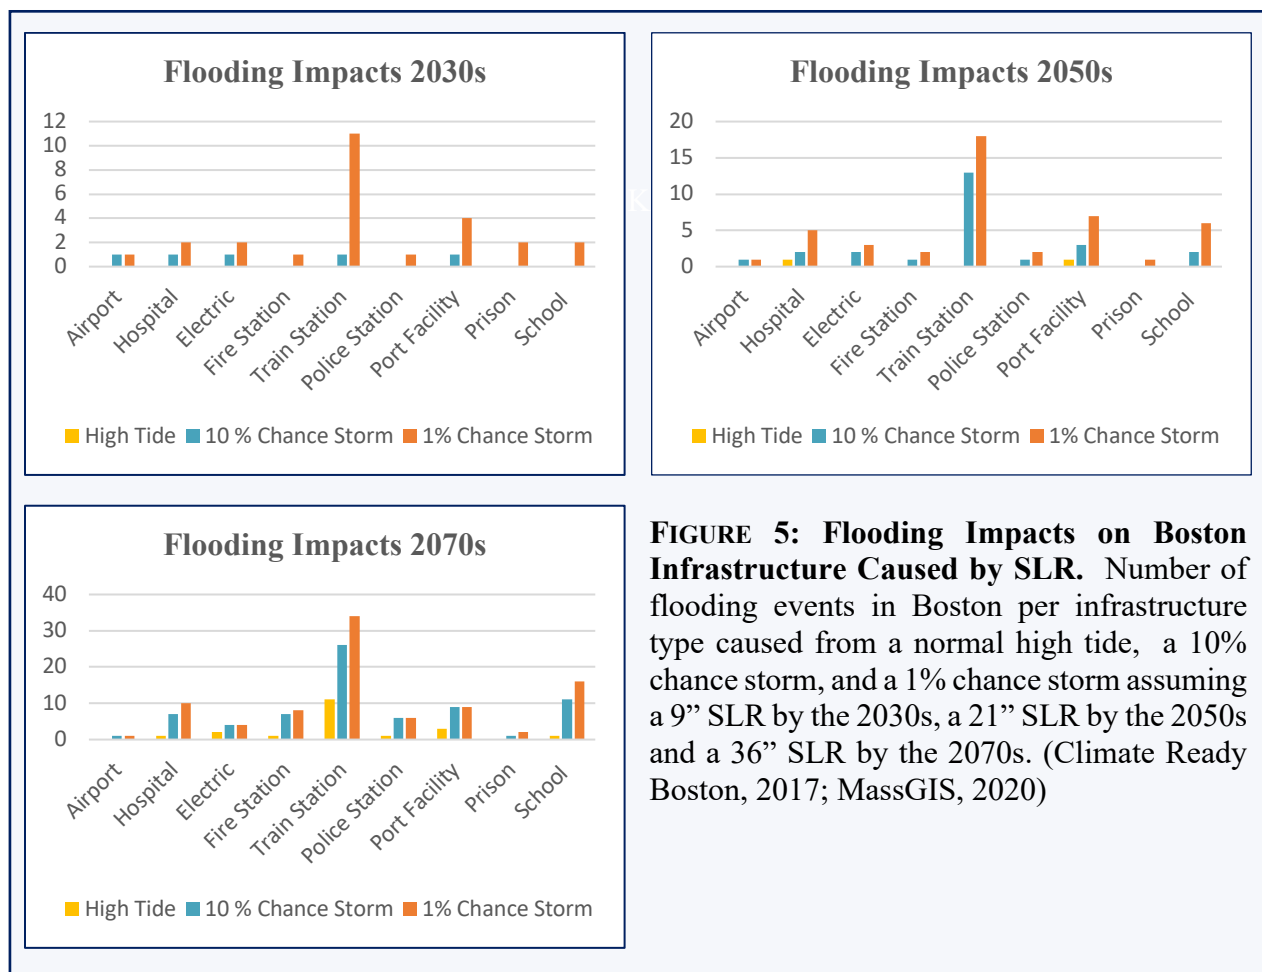 Flooding Impacts 2030s
12
10
8
6
4
2
0
Airport
Hospital
Electric
Fire Station
Train Station
Police Station
Port Facility
Prison
School
High Tide 10 % Chance Storm 1% Chance Storm
Flooding Impacts 2050s
20
15
10
5
0
Airport
Hospital
Electric
Fire Station
Train Station
Police Station
Port Facility
Prison
School
High Tide 10 % Chance Storm 1% Chance Storm
K
Flooding Impacts 2070s
40
30
20
10
0
Airport
Hospital
Electric
Fire Station
Train Station
Police Station
Port Facility
Prison
School
High Tide 10 % Chance Storm 1% Chance Storm
FIGURE 5: Flooding Impacts on Boston
Infrastructure Caused by SLR. Number of
flooding events in Boston per infrastructure
type caused from a normal high tide, a 10%
chance storm, and a 1% chance storm assuming
a 9” SLR by the 2030s, a 21” SLR by the 2050s
and a 36” SLR by the 2070s. (Climate Ready
Boston, 2017; MassGIS, 2020)